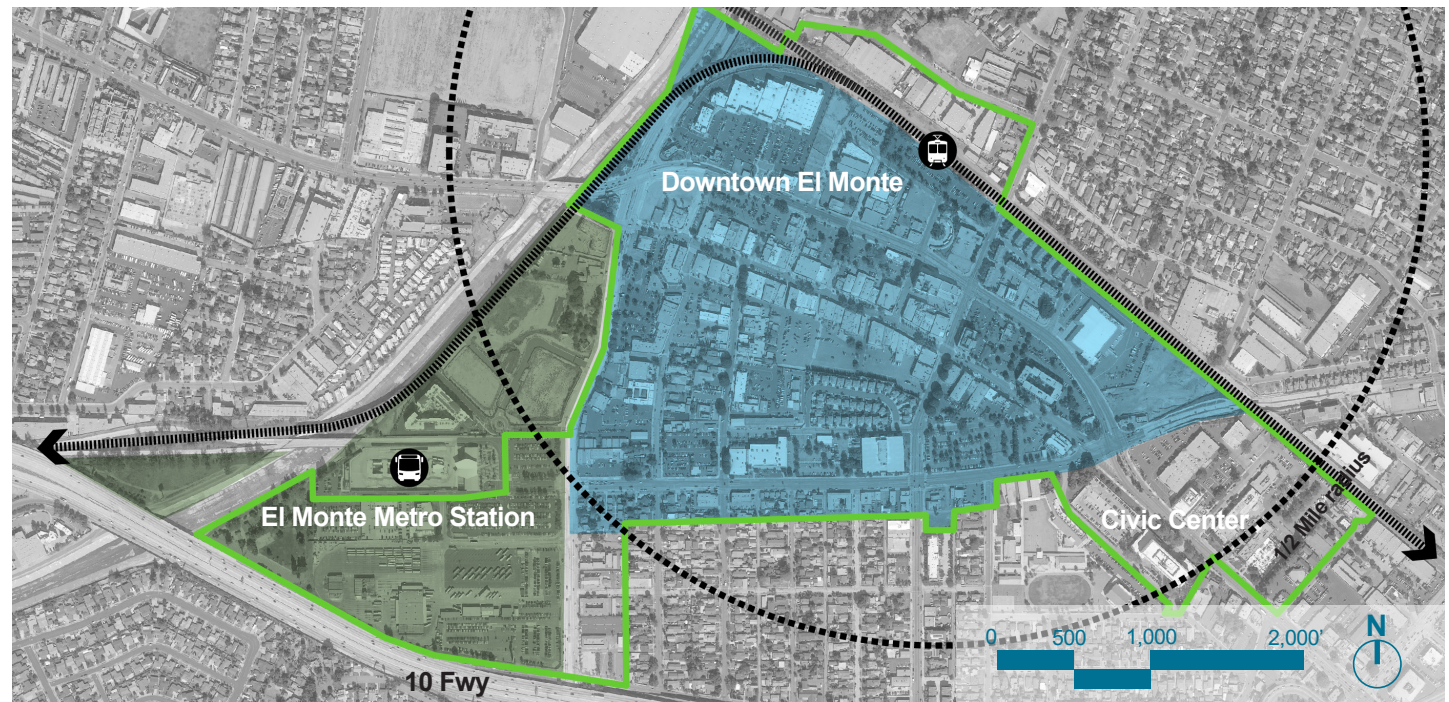 Downtown El Monte
El Monte Metro Station
Civic Center
1/2 Mile radius
10 Fwy
0 500 1,000 2,000'
N